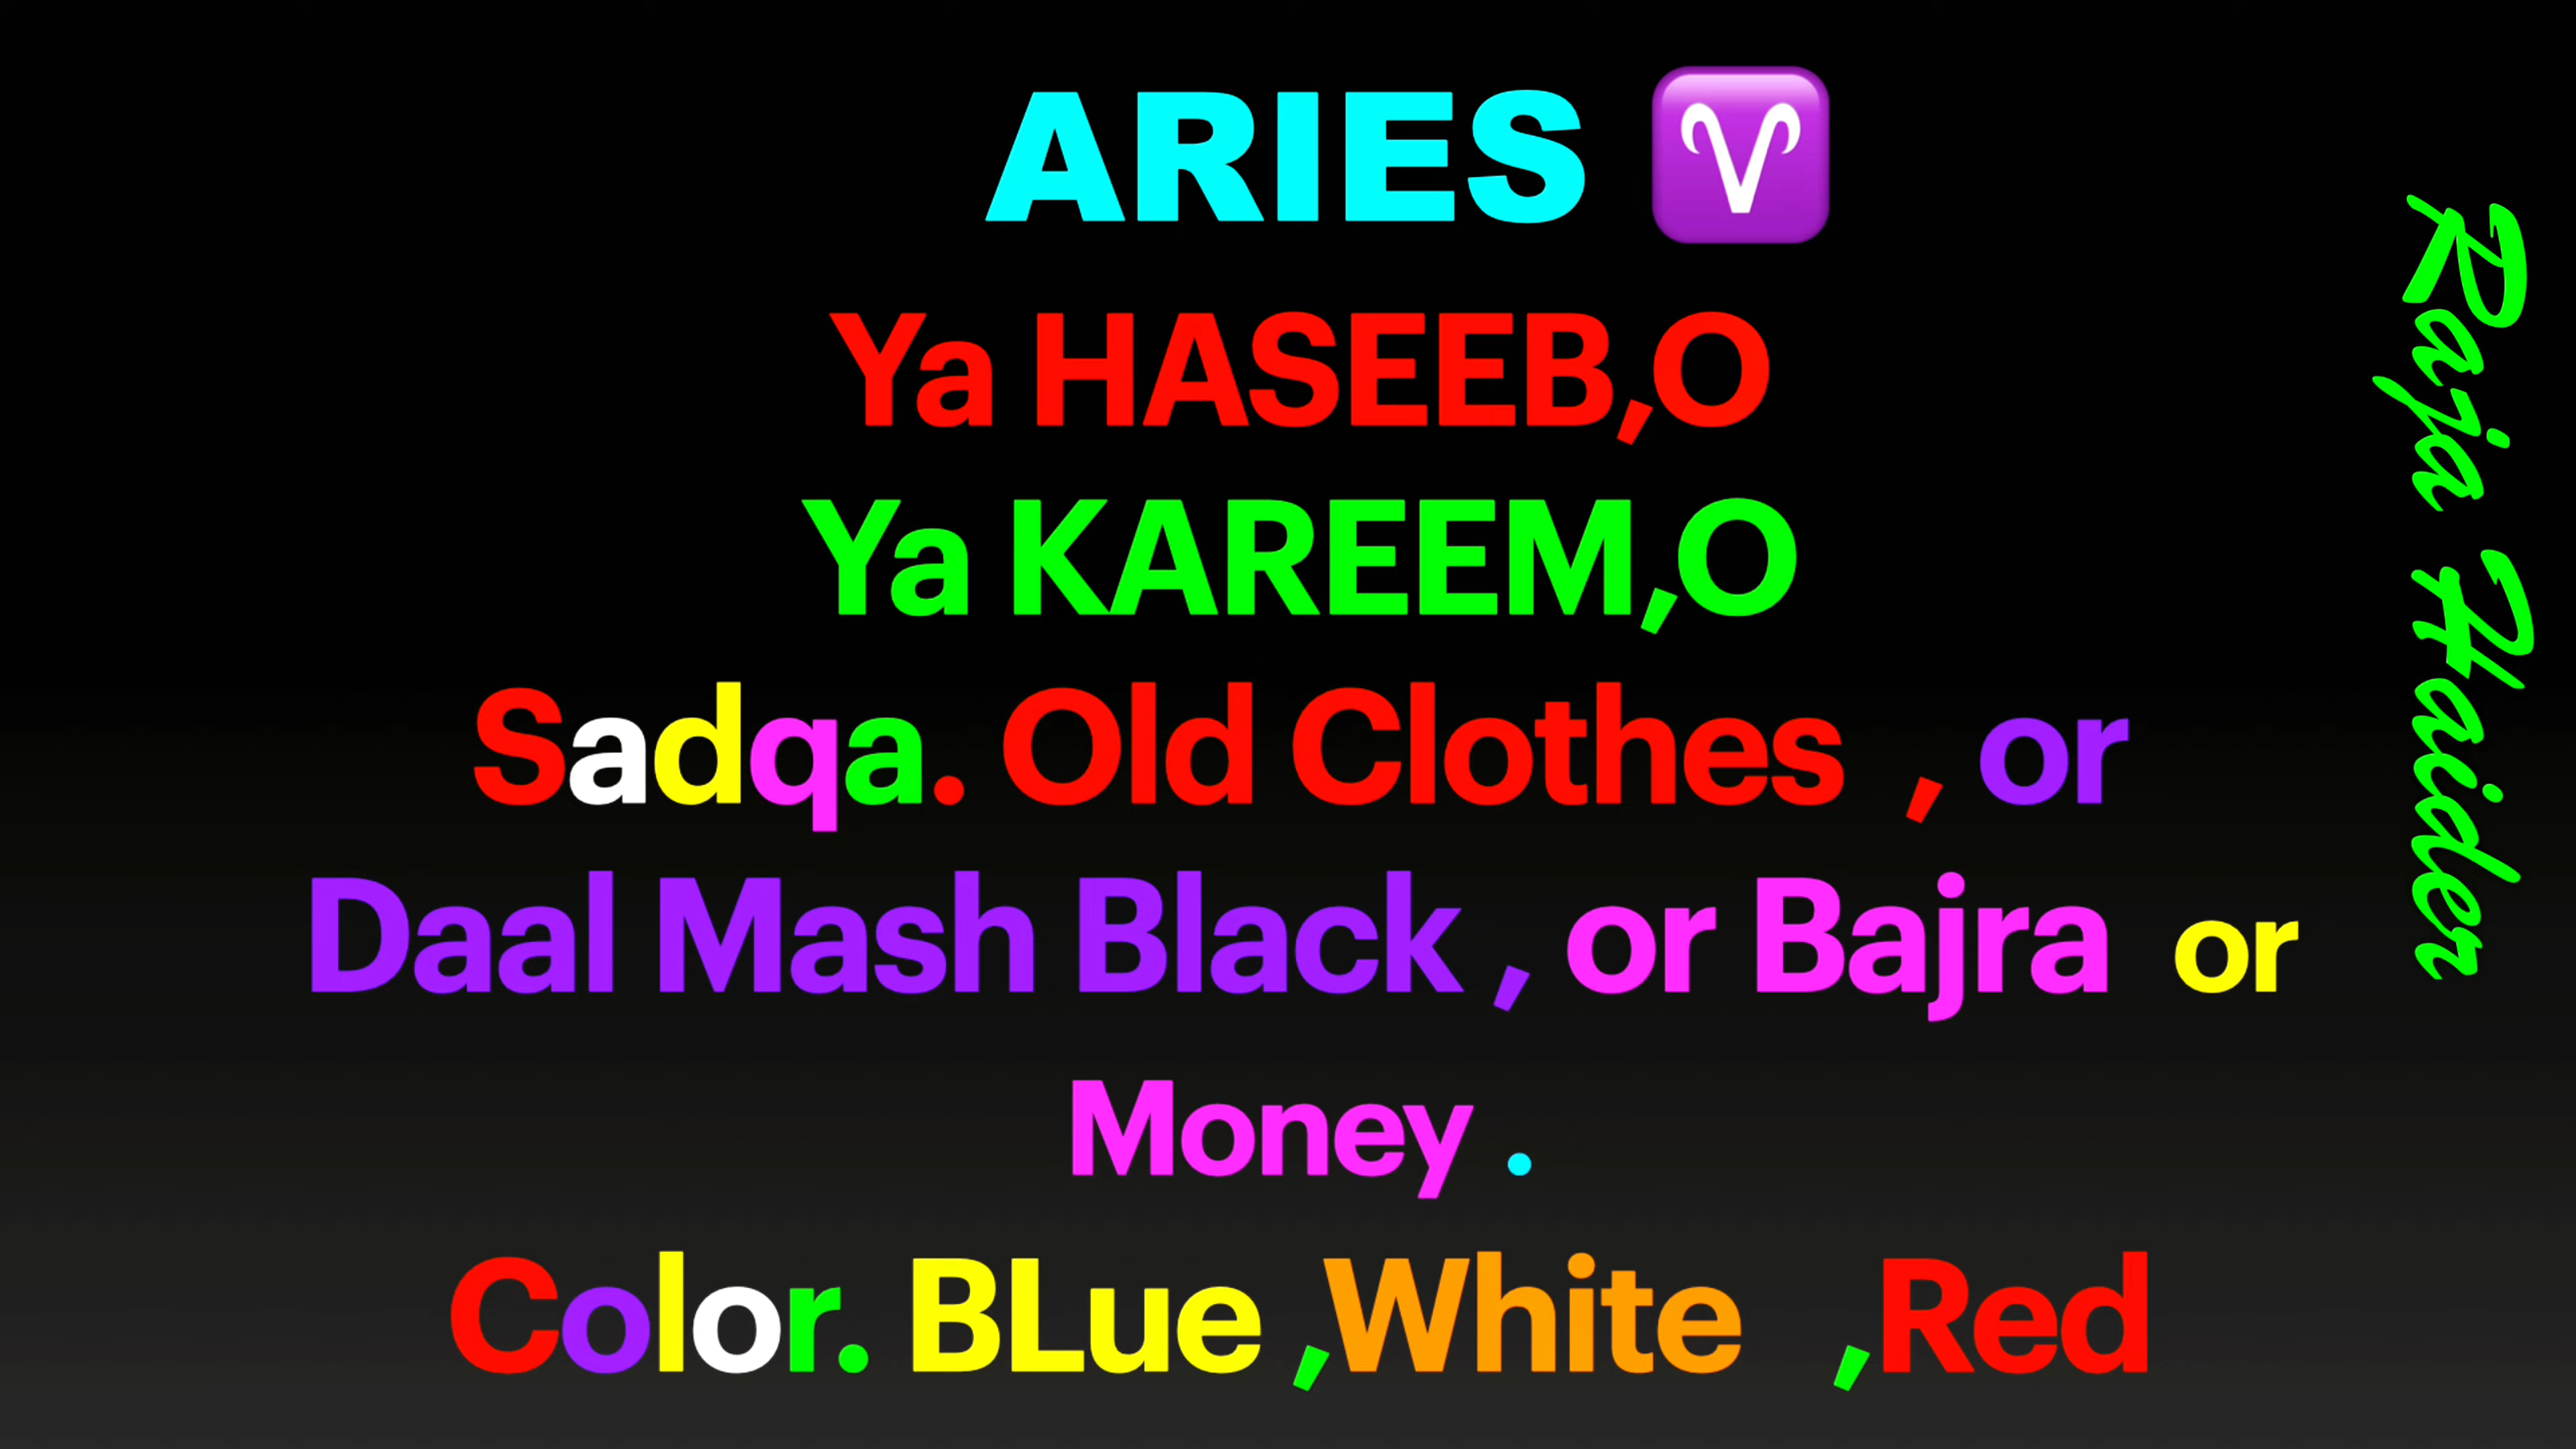 ARIES ♈
Ya HASEEB,O
Ya KAREEM,O
Sadqa. Old Clothes , or
Daal Mash Black , or Bajra or
Money .
Color. BLue ,White ,Red
Raja Haider